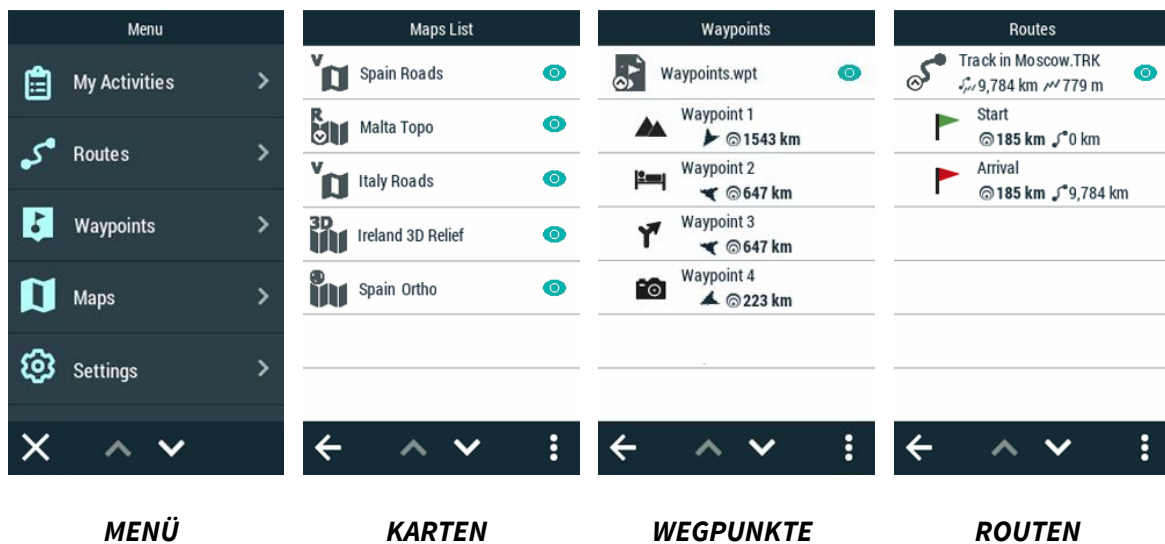 Menu
My Activities
Routes
Waypoints
Maps
Settings
Maps List
V
Spain Roads
R
Malta Topo
V
Italy Roads
3D
Ireland 3D Relief
Spain Ortho
Waypoints
Waypoints.wpt
Waypoint 1
1543 km
Waypoint 2
647 km
Waypoint 3
647 km
Waypoint 4
223 km
Routes
Track in Moscow.TRK
9,784 km 779 m
Start
185 km 0 km
Arrival
185 km 9,784 km
MENÜ
KARTEN
WEGPUNKTE
ROUTEN